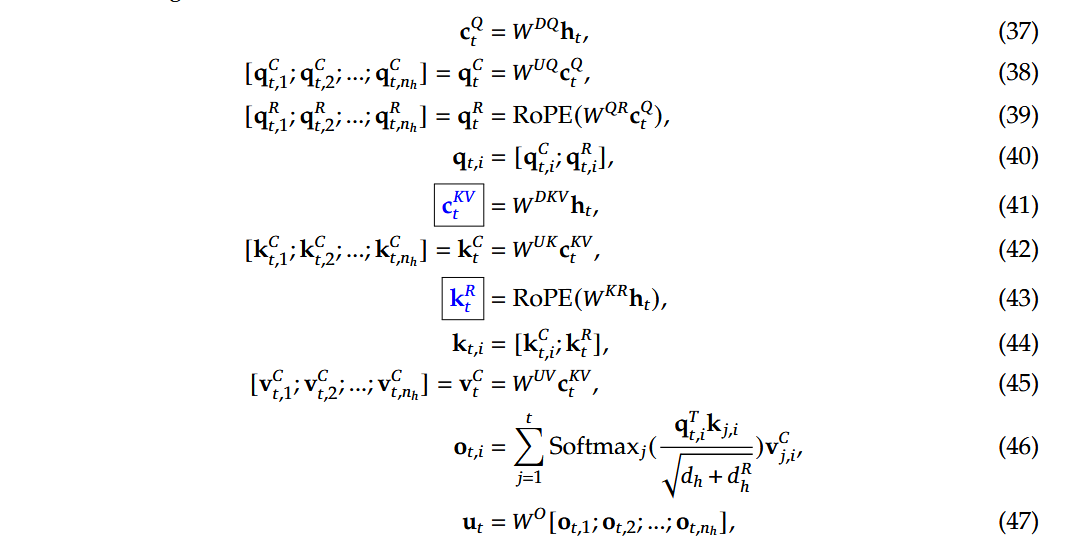 c_t^Q = W^{DQ} h_t, (37)
[q_{t,1}^C; q_{t,2}^C; ...; q_{t,n_h}^C] = q_t^C = W^{UQ} c_t^Q, (38)
[q_{t,1}^R; q_{t,2}^R; ...; q_{t,n_h}^R] = q_t^R = RoPE(W^{QR} c_t^Q), (39)
q_{t,i} = [q_{t,i}^C; q_{t,i}^R], (40)
c_t^{KV} = W^{DKV} h_t, (41)
[k_{t,1}^C; k_{t,2}^C; ...; k_{t,n_h}^C] = k_t^C = W^{UK} c_t^{KV}, (42)
k_t^R = RoPE(W^{KR} h_t), (43)
k_{t,i} = [k_{t,i}^C; k_t^R], (44)
[v_{t,1}^C; v_{t,2}^C; ...; v_{t,n_h}^C] = v_t^C = W^{UV} c_t^{KV}, (45)
o_{t,i} = \sum_{j=1}^{t} Softmax_j(\frac{q_{t,i}^T k_{j,i}}{\sqrt{d_h + d_h^R}}) v_{j,i}^C, (46)
u_t = W^O [o_{t,1}; o_{t,2}; ...; o_{t,n_h}], (47)